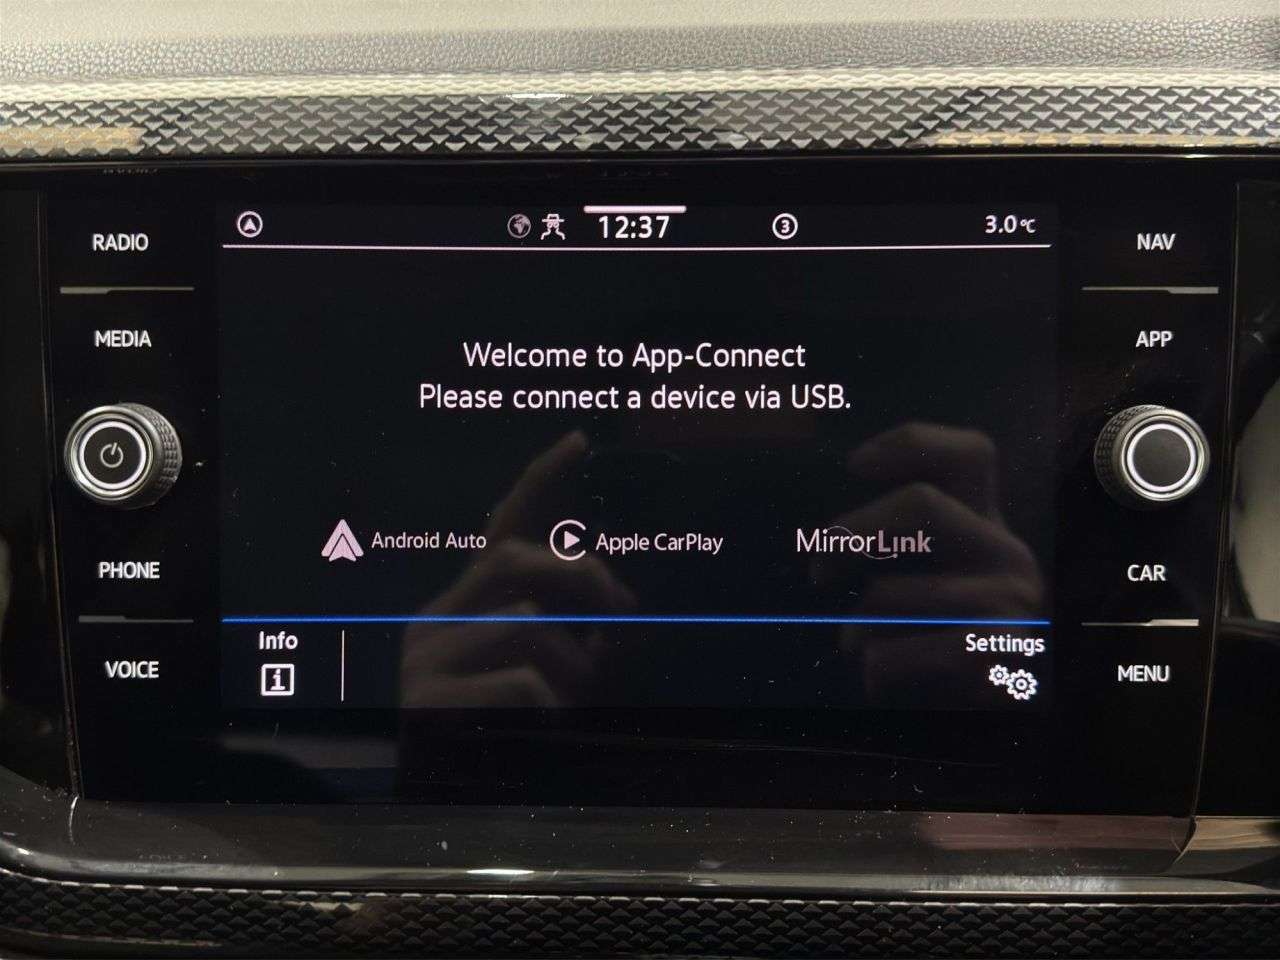 RADIO
MEDIA
PHONE
VOICE
12:37
3
3.0°C
Welcome to App-Connect
Please connect a device via USB.
Android Auto
Apple CarPlay
MirrorLink
Info
Settings
NAV
APP
CAR
MENU